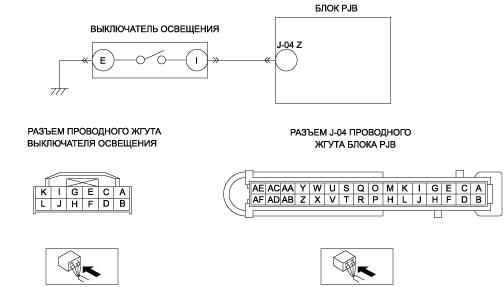 БЛОК PJB
ВЫКЛЮЧАТЕЛЬ ОСВЕЩЕНИЯ
J-04 Z
E I
РАЗЪЕМ ПРОВОДНОГО ЖГУТА
ВЫКЛЮЧАТЕЛЯ ОСВЕЩЕНИЯ
K I G E C A
L J H F D B
РАЗЪЕМ J-04 ПРОВОДНОГО
ЖГУТА БЛОКА PJB
AE AC AA Y W U S Q O M K I G E C A
AF AD AB Z X V T R P H L J H F D B